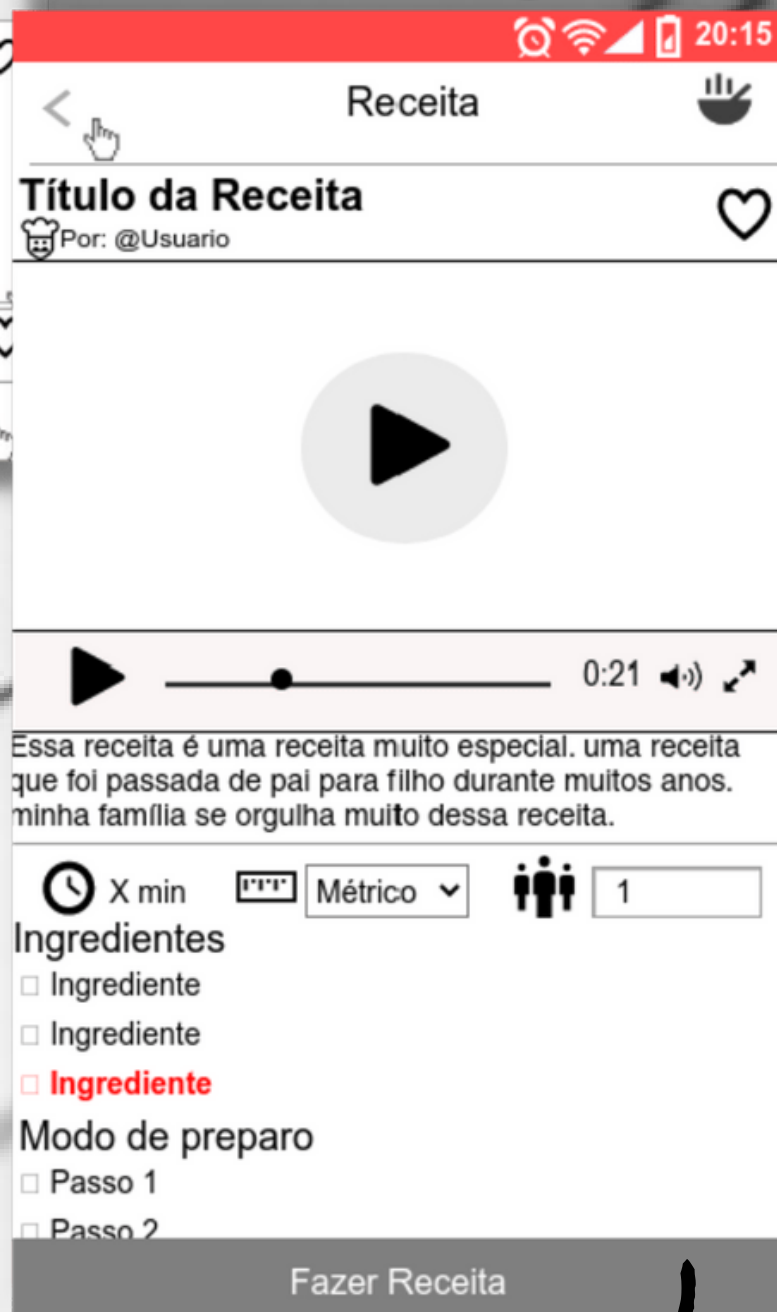 20:15
Receita
Título da Receita
Por: @Usuario
0:21
Essa receita é uma receita muito especial. uma receita
que foi passada de pai para filho durante muitos anos.
minha família se orgulha muito dessa receita.
X min Métrico 1
Ingredientes
Ingrediente
Ingrediente
Ingrediente
Modo de preparo
Passo 1
Passo 2
Fazer Receita